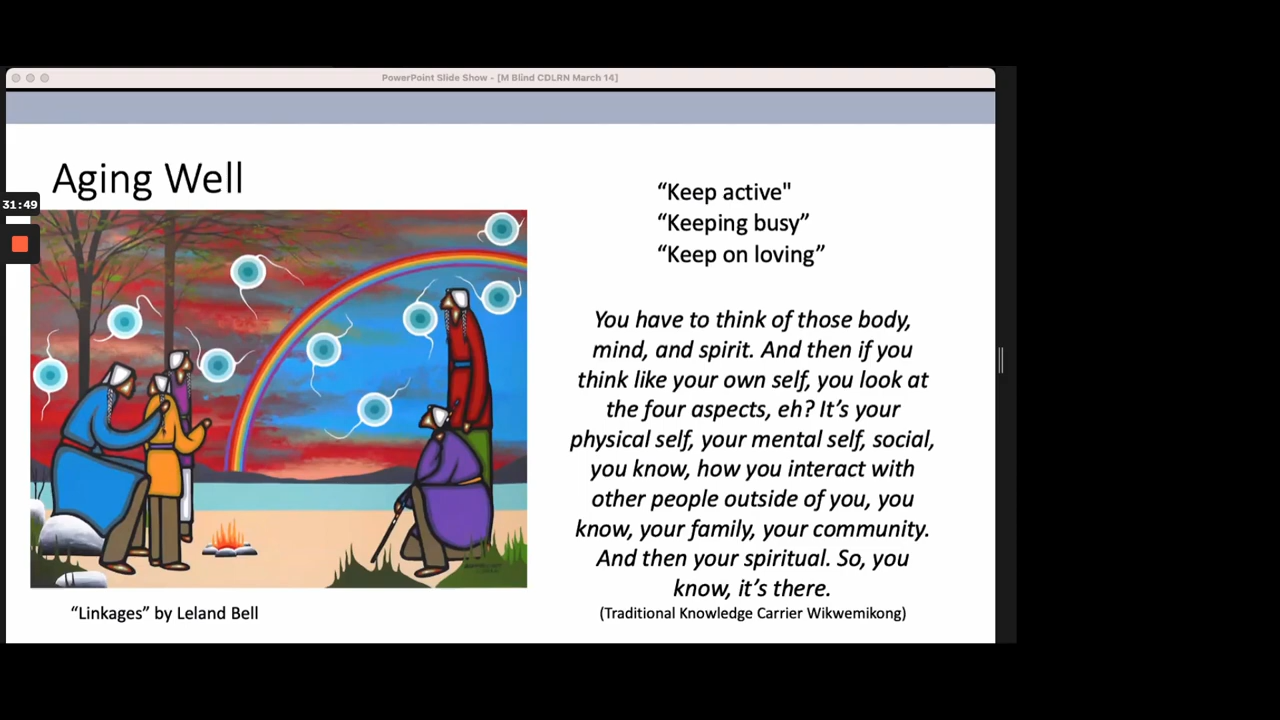 PowerPoint Slide Show - [M Blind CDLRN March 14]
Aging Well
31:49
“Keep active"
“Keeping busy”
“Keep on loving”
You have to think of those body,
mind, and spirit. And then if you
think like your own self, you look at
the four aspects, eh? It’s your
physical self, your mental self, social,
you know, how you interact with
other people outside of you, you
know, your family, your community.
And then your spiritual. So, you
know, it’s there.
(Traditional Knowledge Carrier Wikwemikong)
“Linkages” by Leland Bell